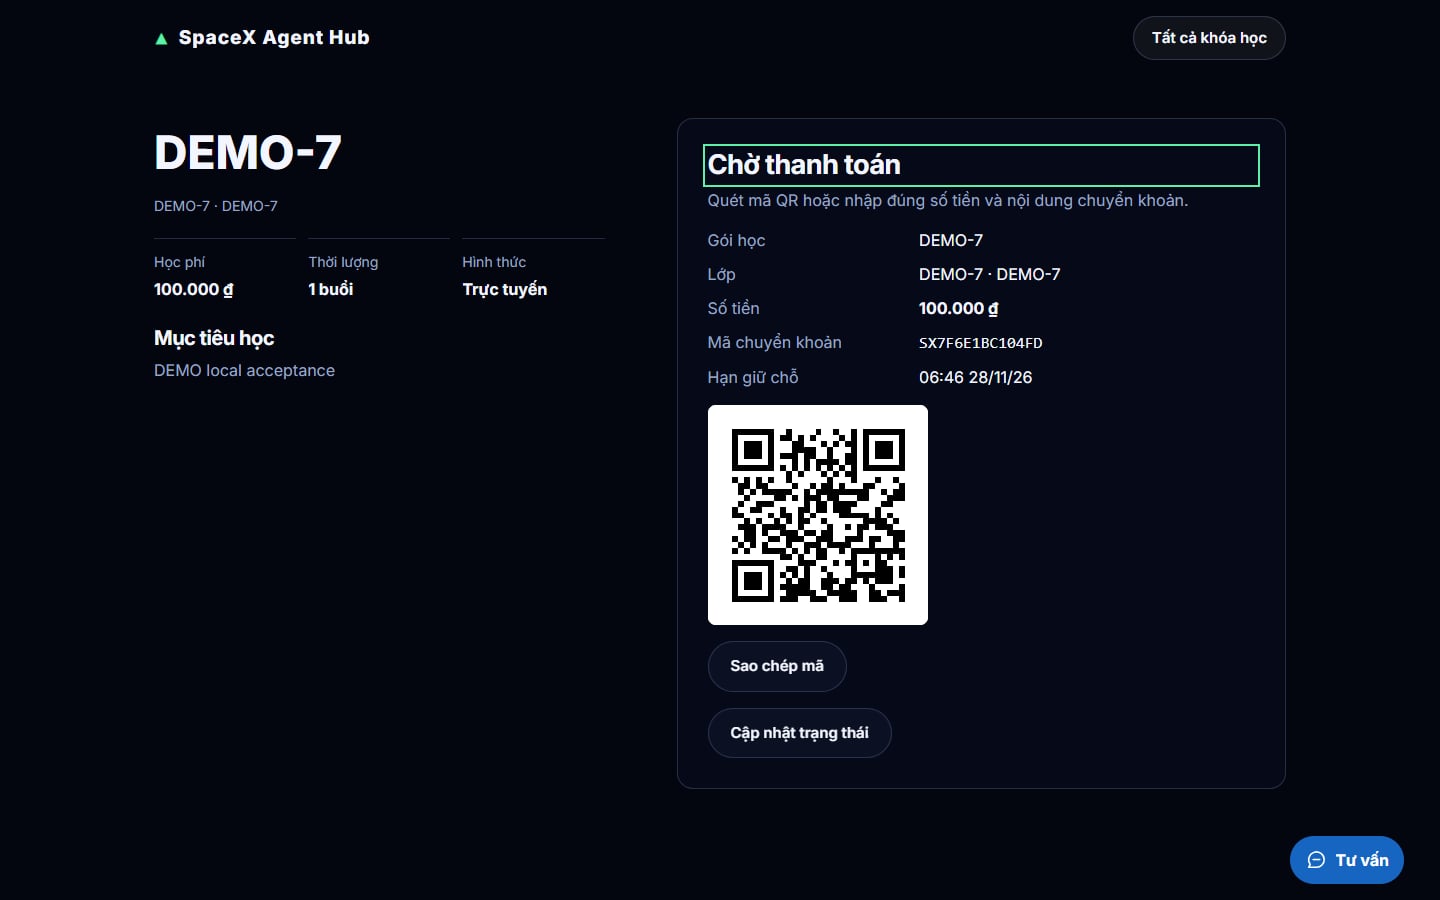 SpaceX Agent Hub
Tất cả khóa học
DEMO-7
DEMO-7 · DEMO-7
Học phí
100.000 ₫
Thời lượng
1 buổi
Hình thức
Trực tuyến
Mục tiêu học
DEMO local acceptance
Chờ thanh toán
Quét mã QR hoặc nhập đúng số tiền và nội dung chuyển khoản.
Gói học DEMO-7
Lớp DEMO-7 · DEMO-7
Số tiền 100.000 ₫
Mã chuyển khoản SX7F6E1BC104FD
Hạn giữ chỗ 06:46 28/11/26
Sao chép mã
Cập nhật trạng thái
Tư vấn